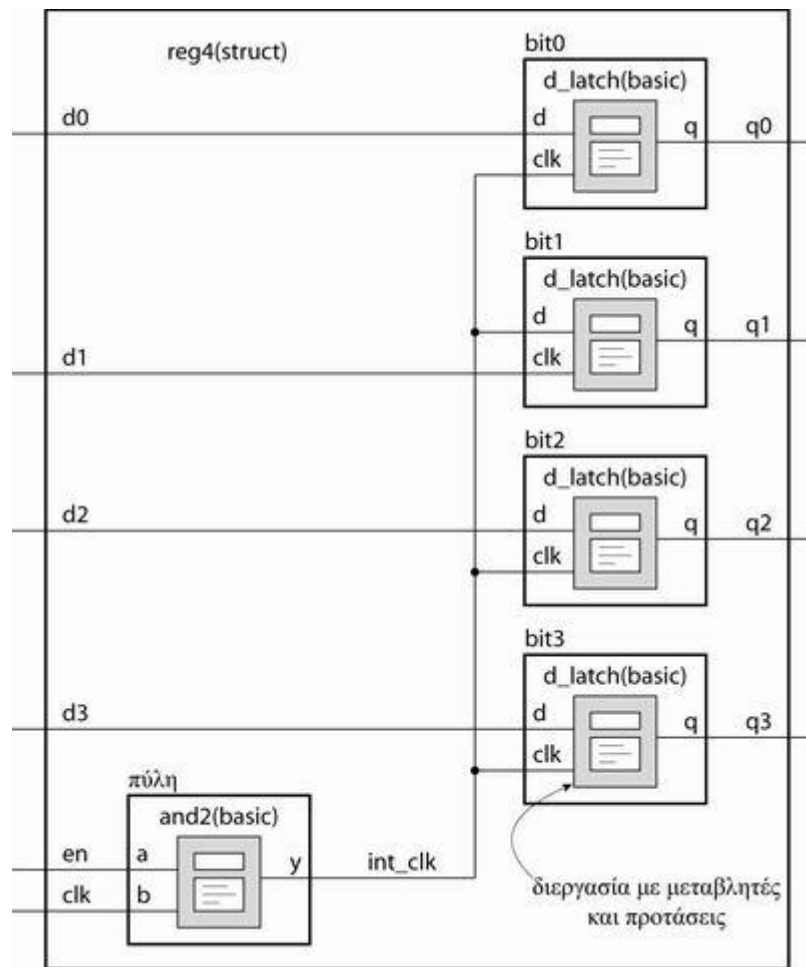 reg4(struct)
bit0
d_latch(basic)
d0
d
q
q0
clk
bit1
d_latch(basic)
d
q
q1
d1
clk
bit2
d_latch(basic)
d2
d
q
q2
clk
bit3
d_latch(basic)
d3
d
q
q3
clk
πύλη
and2(basic)
en
a
y
int_clk
clk
b
διεργασία με μεταβλητές
και προτάσεις